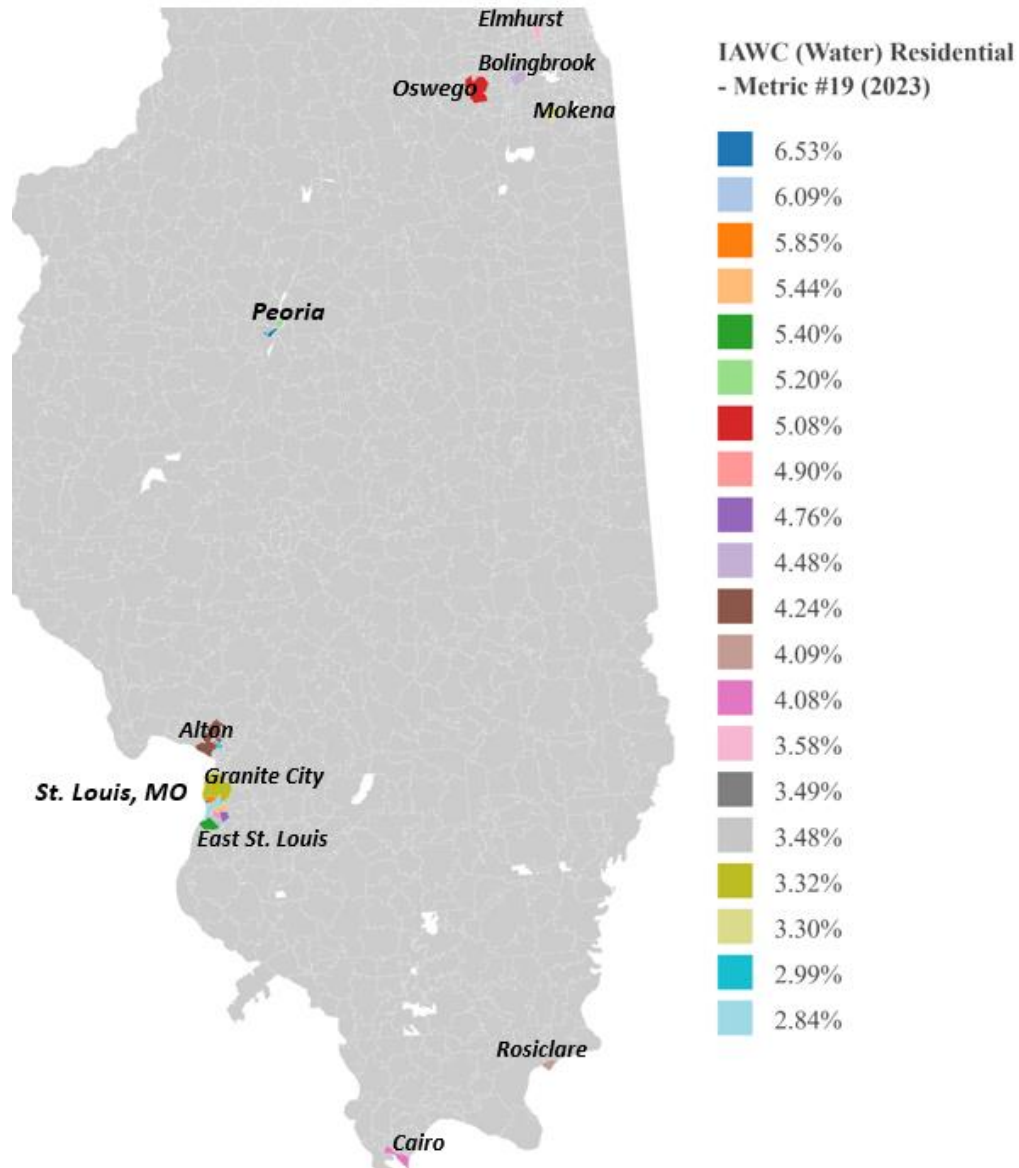 Elmhurst
Bolingbrook
Oswego
Mokena
Peoria
Alton
Granite City
St. Louis, MO
East St. Louis
Rosiclare
Cairo
IAWC (Water) Residential
- Metric #19 (2023)
6.53%
6.09%
5.85%
5.44%
5.40%
5.20%
5.08%
4.90%
4.76%
4.48%
4.24%
4.09%
4.08%
3.58%
3.49%
3.48%
3.32%
3.30%
2.99%
2.84%